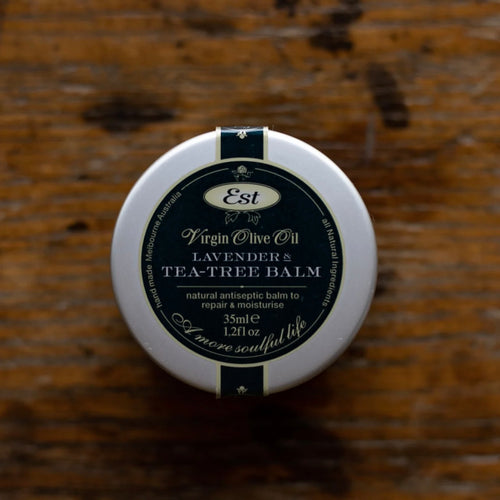 Est
Virgin Olive Oil
LAVENDER &
TEA-TREE BALM
natural antiseptic balm to
repair & moisturise
35ml e
1,2fl oz
A more soulful life
hand made Melbourne Australia
all Natural Ingredients